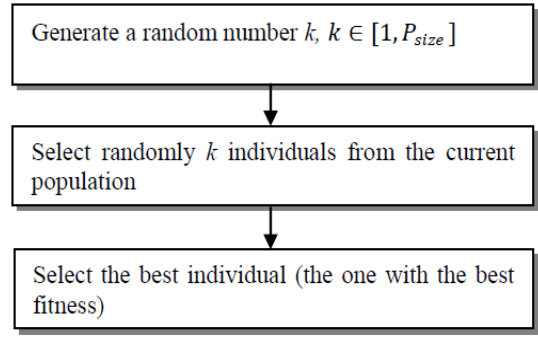 Generate a random number k, k ∈ [1, P_size]
Select randomly k individuals from the current
population
Select the best individual (the one with the best
fitness)